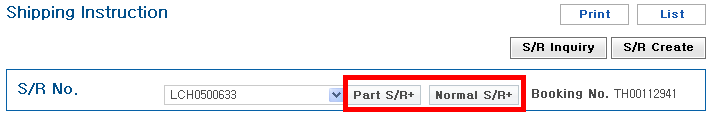 Shipping Instruction Print List
S/R Inquiry S/R Create
S/R No. LCH0500633 Part S/R+ Normal S/R+ Booking No. TH00112941